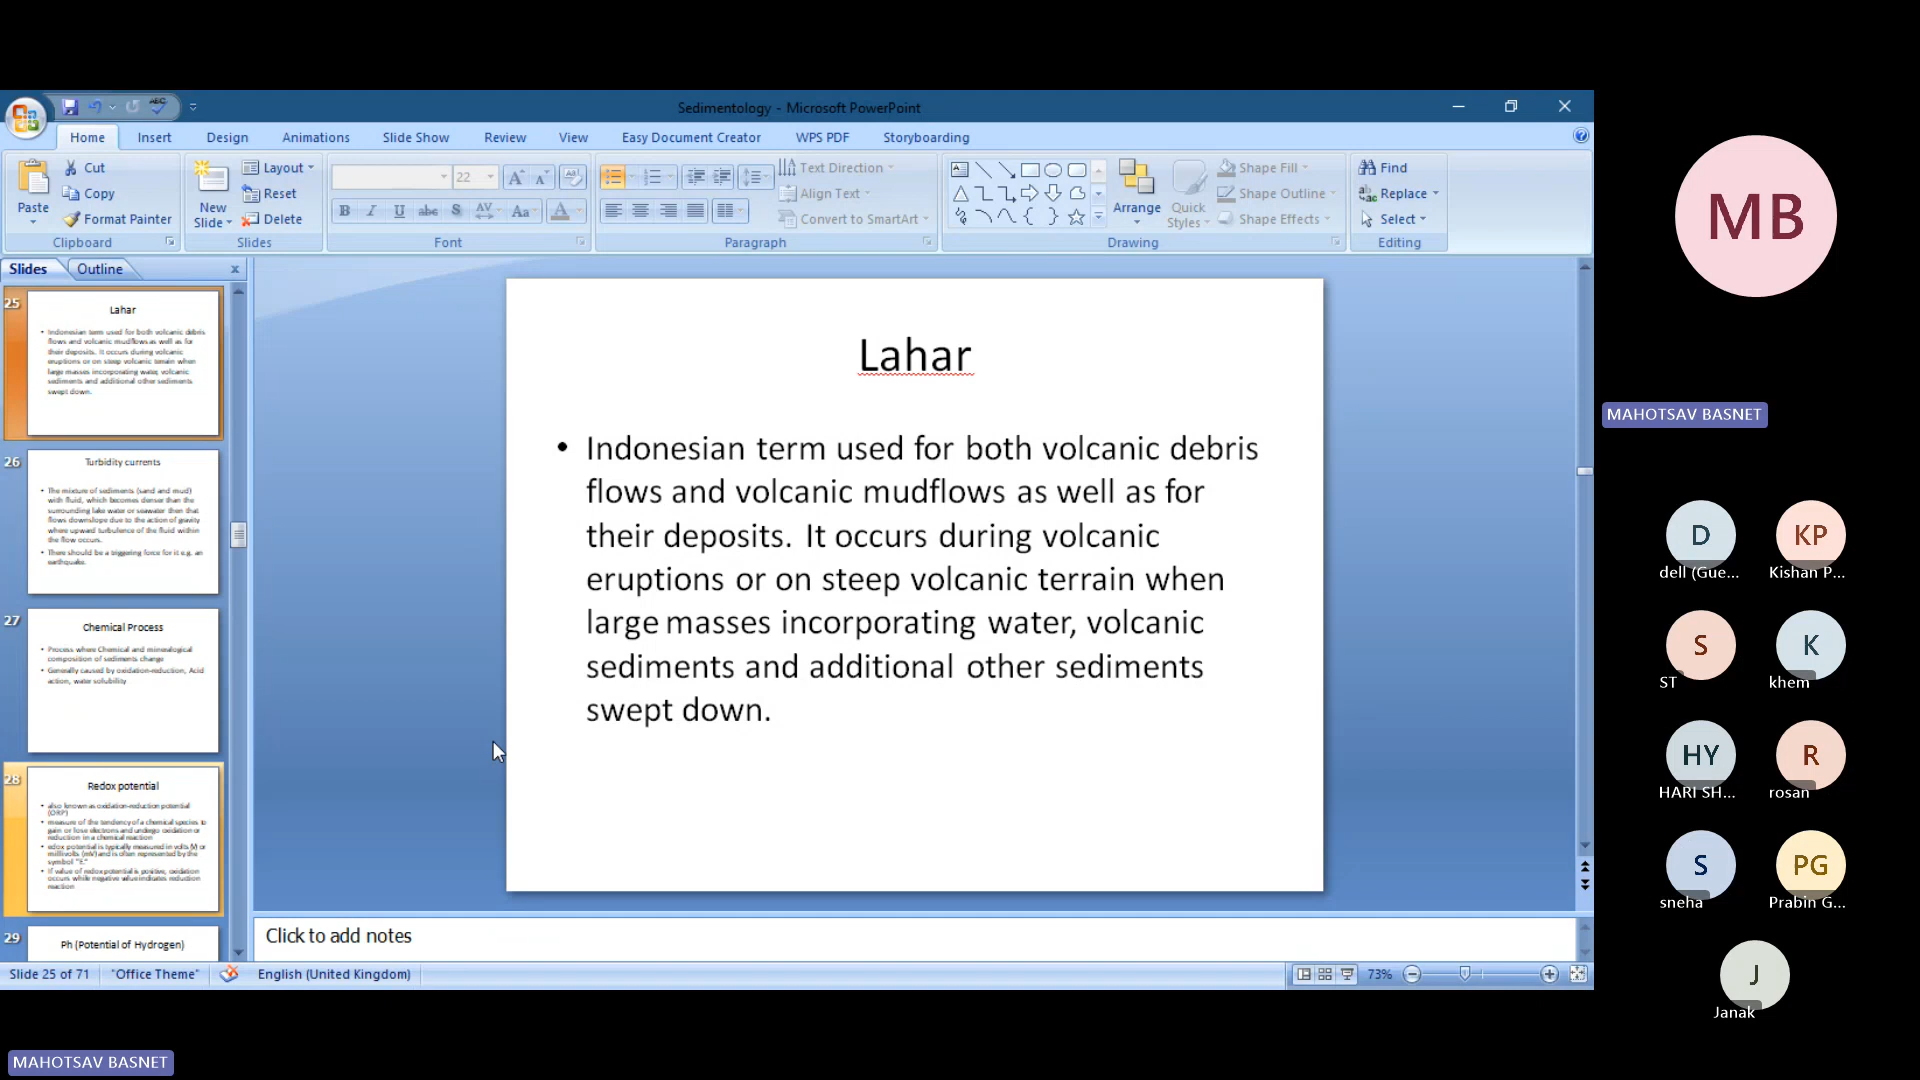 Sedimentology - Microsoft PowerPoint
Home Insert Design Animations Slide Show Review View Easy Document Creator WPS PDF Storyboarding
Paste
Cut
Copy
Format Painter
Clipboard
New
Slide
Layout
Reset
Delete
Slides
22
Font
Text Direction
Align Text
Convert to SmartArt
Paragraph
Arrange
Quick
Styles
Shape Fill
Shape Outline
Shape Effects
Drawing
Find
Replace
Select
Editing
Slides Outline
25
Lahar
• Indonesian term used for both volcanic debris
flows and volcanic mudflows as well as for
their deposits. It occurs during volcanic
eruptions or on steep volcanic terrain when
large masses incorporating water, volcanic
sediments and additional other sediments
swept down.
26
Turbidity currents
• The mixture of sediments (sand and mud)
with fluid, which becomes denser than the
surrounding lake water or seawater then that
flows downslope due to the action of gravity
where upward turbulence of the fluid within
the flow occurs.
• There should be a triggering force for it e.g. an
earthquake.
27
Chemical Process
• Process where Chemical and minealogical
composition of sediments change
• Generally caused by oxidation-reduction, Acid
action, water solubility
28
Redox potential
• also known as oxidation-reduction potential
(ORP)
• measure of the tendency of a chemical species to
gain or lose electrons and undergo oxidation or
reduction in a chemical reaction
• edox potential is typically measured in volts (V) or
millivolts (mV) and is often represented by the
symbol "E."
• If value of redox potential is positive, oxidation
occurs while negative value indicates reduction
reaction
29
Ph (Potential of Hydrogen)
Lahar
• Indonesian term used for both volcanic debris
flows and volcanic mudflows as well as for
their deposits. It occurs during volcanic
eruptions or on steep volcanic terrain when
large masses incorporating water, volcanic
sediments and additional other sediments
swept down.
Click to add notes
Slide 25 of 71 "Office Theme" English (United Kingdom) 73%
MAHOTSAV BASNET
MB
MAHOTSAV BASNET
D KP
dell (Gue... Kishan P...
S K
ST khem
HY R
HARI SH... rosan
S PG
sneha Prabin G...
J
Janak